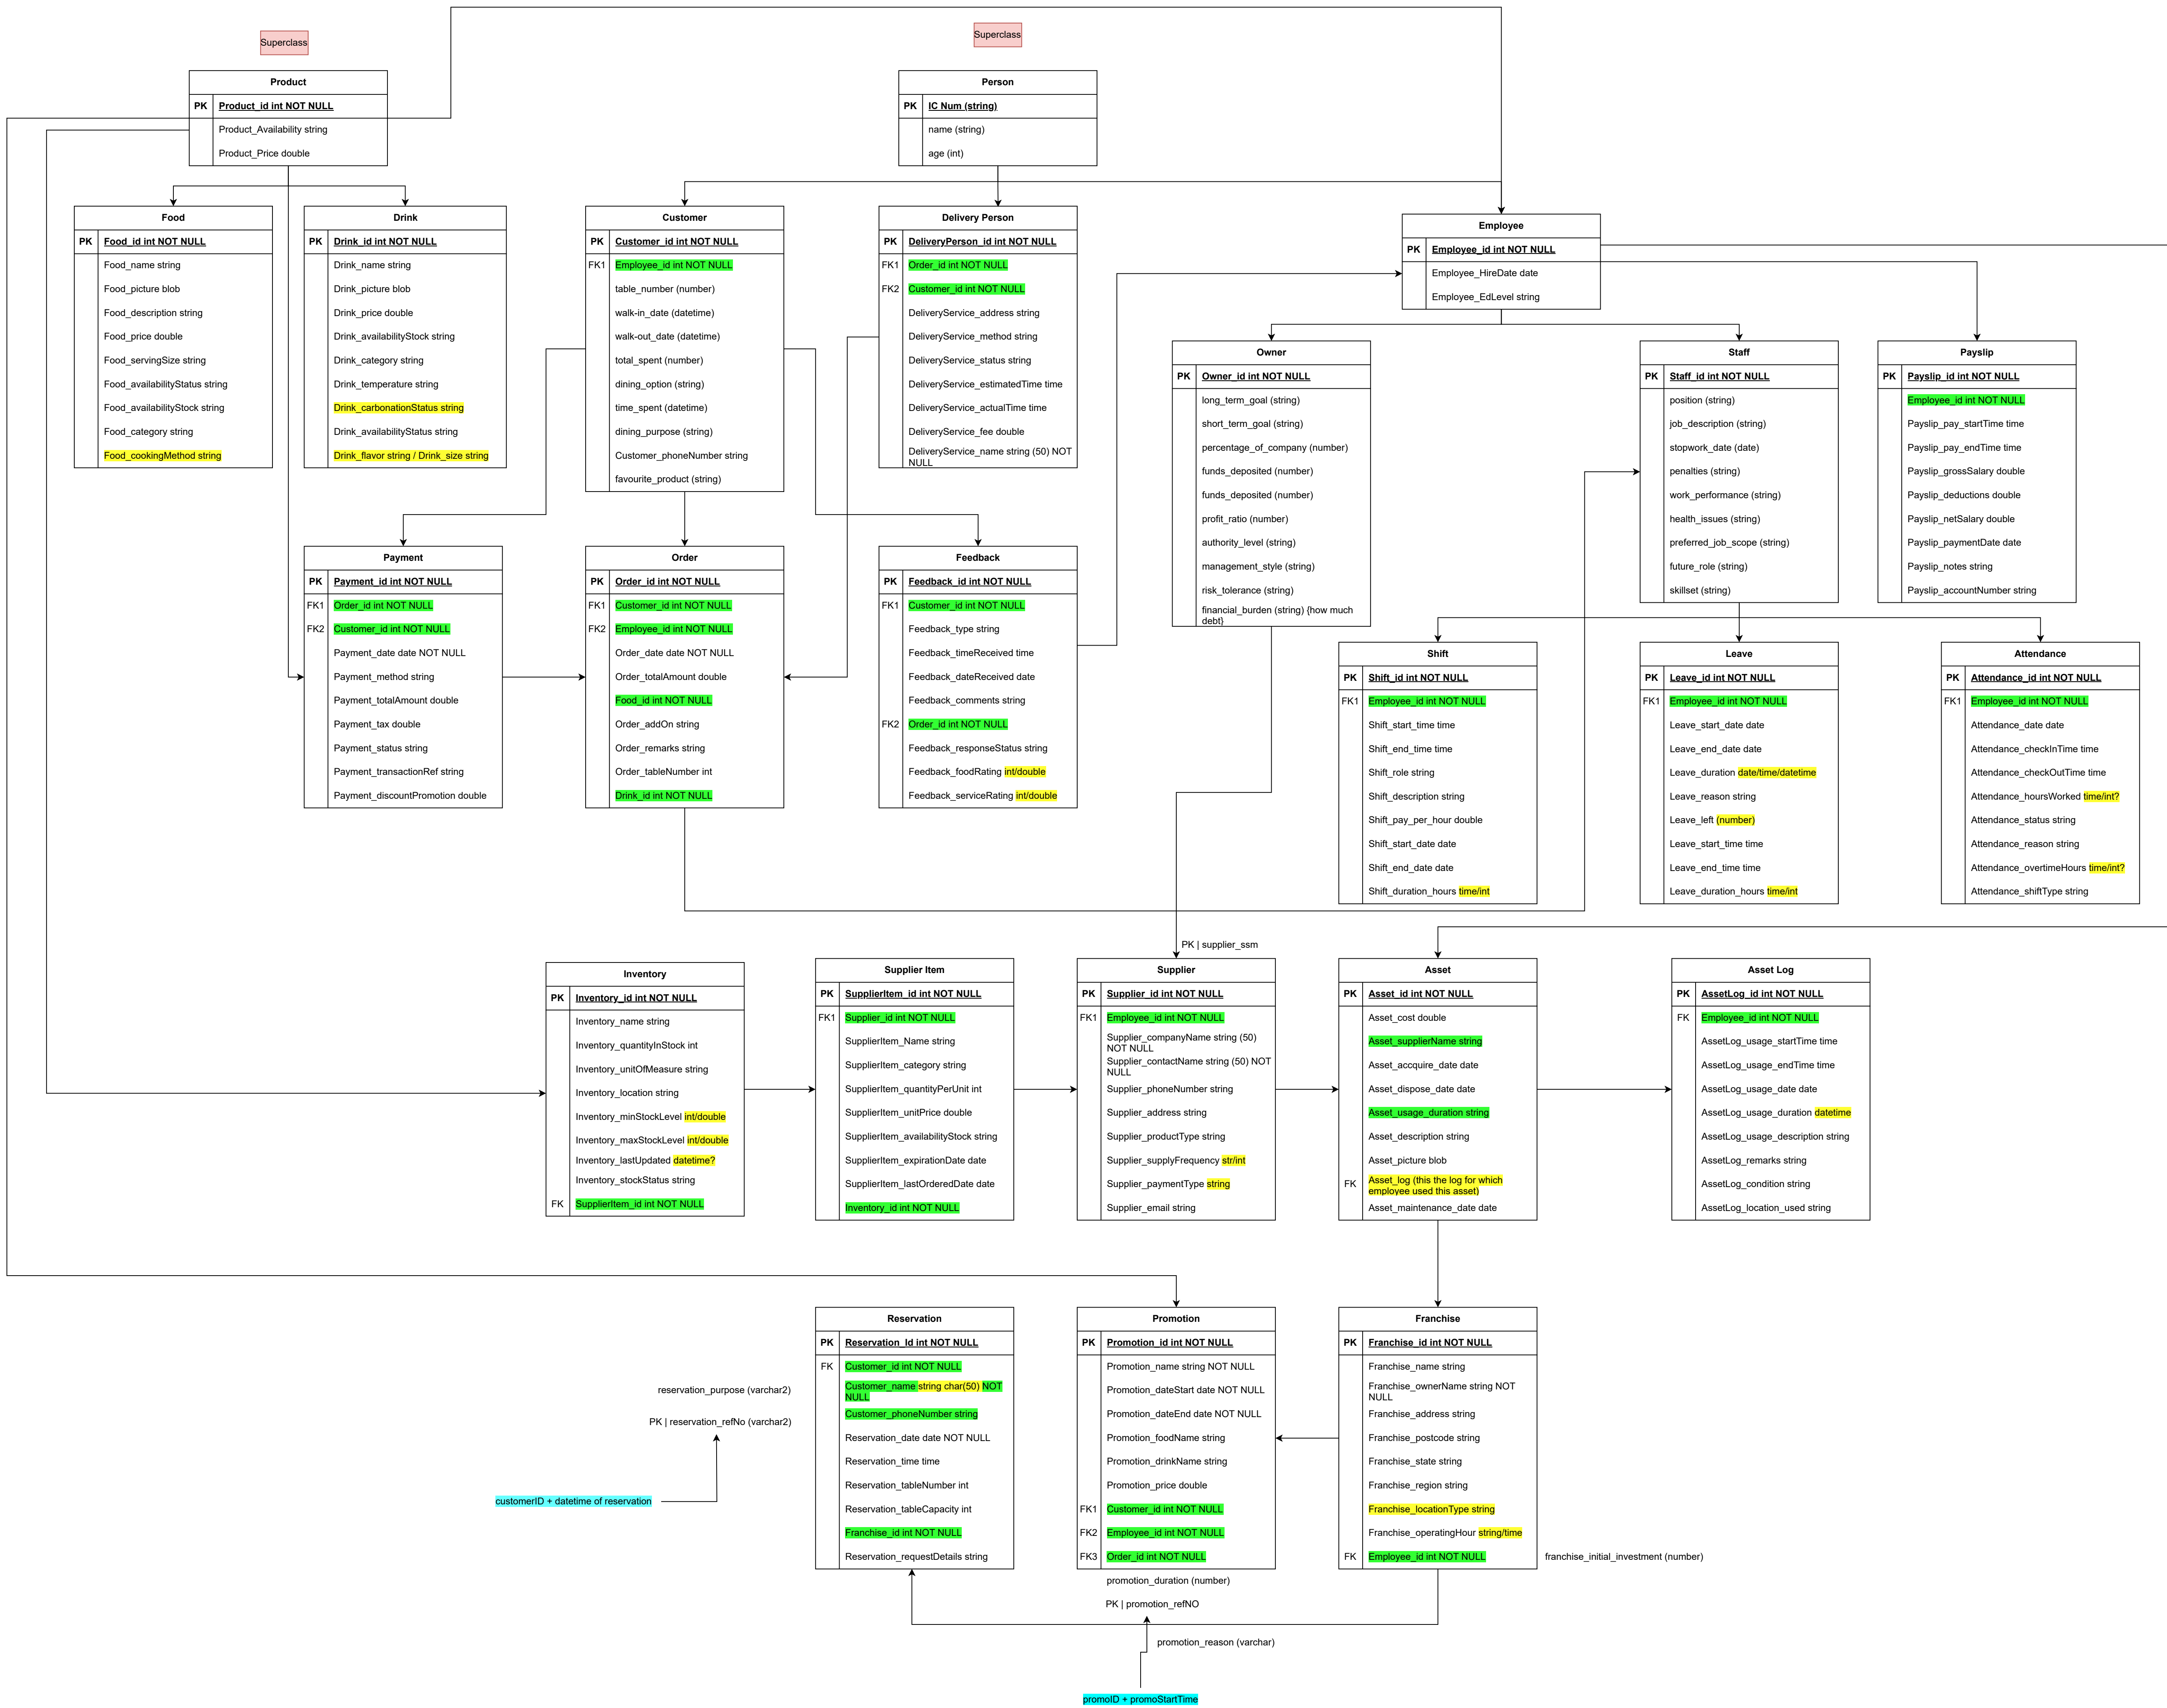 Superclass
Superclass
Product
PK Product_id int NOT NULL
Product_Availability string
Product_Price double
Person
PK IC Num (string)
name (string)
age (int)
Food
PK Food_id int NOT NULL
Food_name string
Food_picture blob
Food_description string
Food_price double
Food_servingSize string
Food_availabilityStatus string
Food_availabilityStock string
Food_category string
Food_cookingMethod string
Drink
PK Drink_id int NOT NULL
Drink_name string
Drink_picture blob
Drink_price double
Drink_availabilityStock string
Drink_category string
Drink_temperature string
Drink_carbonationStatus string
Drink_availabilityStatus string
Drink_flavor string / Drink_size string
Customer
PK Customer_id int NOT NULL
FK1 Employee_id int NOT NULL
table_number (number)
walk-in_date (datetime)
walk-out_date (datetime)
total_spent (number)
dining_option (string)
time_spent (datetime)
dining_purpose (string)
Customer_phoneNumber string
favourite_product (string)
Delivery Person
PK DeliveryPerson_id int NOT NULL
FK1 Order_id int NOT NULL
FK2 Customer_id int NOT NULL
DeliveryService_address string
DeliveryService_method string
DeliveryService_status string
DeliveryService_estimatedTime time
DeliveryService_actualTime time
DeliveryService_fee double
DeliveryService_name string (50) NOT
NULL
Employee
PK Employee_id int NOT NULL
Employee_HireDate date
Employee_EdLevel string
Owner
PK Owner_id int NOT NULL
long_term_goal (string)
short_term_goal (string)
percentage_of_company (number)
funds_deposited (number)
funds_deposited (number)
profit_ratio (number)
authority_level (string)
management_style (string)
risk_tolerance (string)
financial_burden (string) {how much
debt}
Staff
PK Staff_id int NOT NULL
position (string)
job_description (string)
stopwork_date (date)
penalties (string)
work_performance (string)
health_issues (string)
preferred_job_scope (string)
future_role (string)
skillset (string)
Payslip
PK Payslip_id int NOT NULL
Employee_id int NOT NULL
Payslip_pay_startTime time
Payslip_pay_endTime time
Payslip_grossSalary double
Payslip_deductions double
Payslip_netSalary double
Payslip_paymentDate date
Payslip_notes string
Payslip_accountNumber string
Payment
PK Payment_id int NOT NULL
FK1 Order_id int NOT NULL
FK2 Customer_id int NOT NULL
Payment_date date NOT NULL
Payment_method string
Payment_totalAmount double
Payment_tax double
Payment_status string
Payment_transactionRef string
Payment_discountPromotion double
Order
PK Order_id int NOT NULL
FK1 Customer_id int NOT NULL
FK2 Employee_id int NOT NULL
Order_date date NOT NULL
Order_totalAmount double
Food_id int NOT NULL
Order_addOn string
Order_remarks string
Order_tableNumber int
Drink_id int NOT NULL
Feedback
PK Feedback_id int NOT NULL
FK1 Customer_id int NOT NULL
Feedback_type string
Feedback_timeReceived time
Feedback_dateReceived date
Feedback_comments string
FK2 Order_id int NOT NULL
Feedback_responseStatus string
Feedback_foodRating int/double
Feedback_serviceRating int/double
Shift
PK Shift_id int NOT NULL
FK1 Employee_id int NOT NULL
Shift_start_time time
Shift_end_time time
Shift_role string
Shift_description string
Shift_pay_per_hour double
Shift_start_date date
Shift_end_date date
Shift_duration_hours time/int
Leave
PK Leave_id int NOT NULL
FK1 Employee_id int NOT NULL
Leave_start_date date
Leave_end_date date
Leave_duration date/time/datetime
Leave_reason string
Leave_left (number)
Leave_start_time time
Leave_end_time time
Leave_duration_hours time/int
Attendance
PK Attendance_id int NOT NULL
FK1 Employee_id int NOT NULL
Attendance_date date
Attendance_checkInTime time
Attendance_checkOutTime time
Attendance_hoursWorked time/int?
Attendance_status string
Attendance_reason string
Attendance_overtimeHours time/int?
Attendance_shiftType string
PK | supplier_ssm
Inventory
PK Inventory_id int NOT NULL
Inventory_name string
Inventory_quantityInStock int
Inventory_unitOfMeasure string
Inventory_location string
Inventory_minStockLevel int/double
Inventory_maxStockLevel int/double
Inventory_lastUpdated datetime?
Inventory_stockStatus string
FK SupplierItem_id int NOT NULL
Supplier Item
PK SupplierItem_id int NOT NULL
FK1 Supplier_id int NOT NULL
SupplierItem_Name string
SupplierItem_category string
SupplierItem_quantityPerUnit int
SupplierItem_unitPrice double
SupplierItem_availabilityStock string
SupplierItem_expirationDate date
SupplierItem_lastOrderedDate date
Inventory_id int NOT NULL
Supplier
PK Supplier_id int NOT NULL
FK1 Employee_id int NOT NULL
Supplier_companyName string (50)
NOT NULL
Supplier_contactName string (50) NOT
NULL
Supplier_phoneNumber string
Supplier_address string
Supplier_productType string
Supplier_supplyFrequency str/int
Supplier_paymentType string
Supplier_email string
Asset
PK Asset_id int NOT NULL
Asset_cost double
Asset_supplierName string
Asset_accquire_date date
Asset_dispose_date date
Asset_usage_duration string
Asset_description string
Asset_picture blob
FK Asset_log (this the log for which
employee used this asset)
Asset_maintenance_date date
Asset Log
PK AssetLog_id int NOT NULL
FK Employee_id int NOT NULL
AssetLog_usage_startTime time
AssetLog_usage_endTime time
AssetLog_usage_date date
AssetLog_usage_duration datetime
AssetLog_usage_description string
AssetLog_remarks string
AssetLog_condition string
AssetLog_location_used string
reservation_purpose (varchar2)
PK | reservation_refNo (varchar2)
customerID + datetime of reservation
Reservation
PK Reservation_Id int NOT NULL
FK Customer_id int NOT NULL
Customer_name string char(50) NOT
NULL
Customer_phoneNumber string
Reservation_date date NOT NULL
Reservation_time time
Reservation_tableNumber int
Reservation_tableCapacity int
Franchise_id int NOT NULL
Reservation_requestDetails string
Promotion
PK Promotion_id int NOT NULL
Promotion_name string NOT NULL
Promotion_dateStart date NOT NULL
Promotion_dateEnd date NOT NULL
Promotion_foodName string
Promotion_drinkName string
Promotion_price double
FK1 Customer_id int NOT NULL
FK2 Employee_id int NOT NULL
FK3 Order_id int NOT NULL
promotion_duration (number)
PK | promotion_refNO
promotion_reason (varchar)
promoID + promoStartTime
Franchise
PK Franchise_id int NOT NULL
Franchise_name string
Franchise_ownerName string NOT
NULL
Franchise_address string
Franchise_postcode string
Franchise_state string
Franchise_region string
Franchise_locationType string
Franchise_operatingHour string/time
FK Employee_id int NOT NULL
franchise_initial_investment (number)